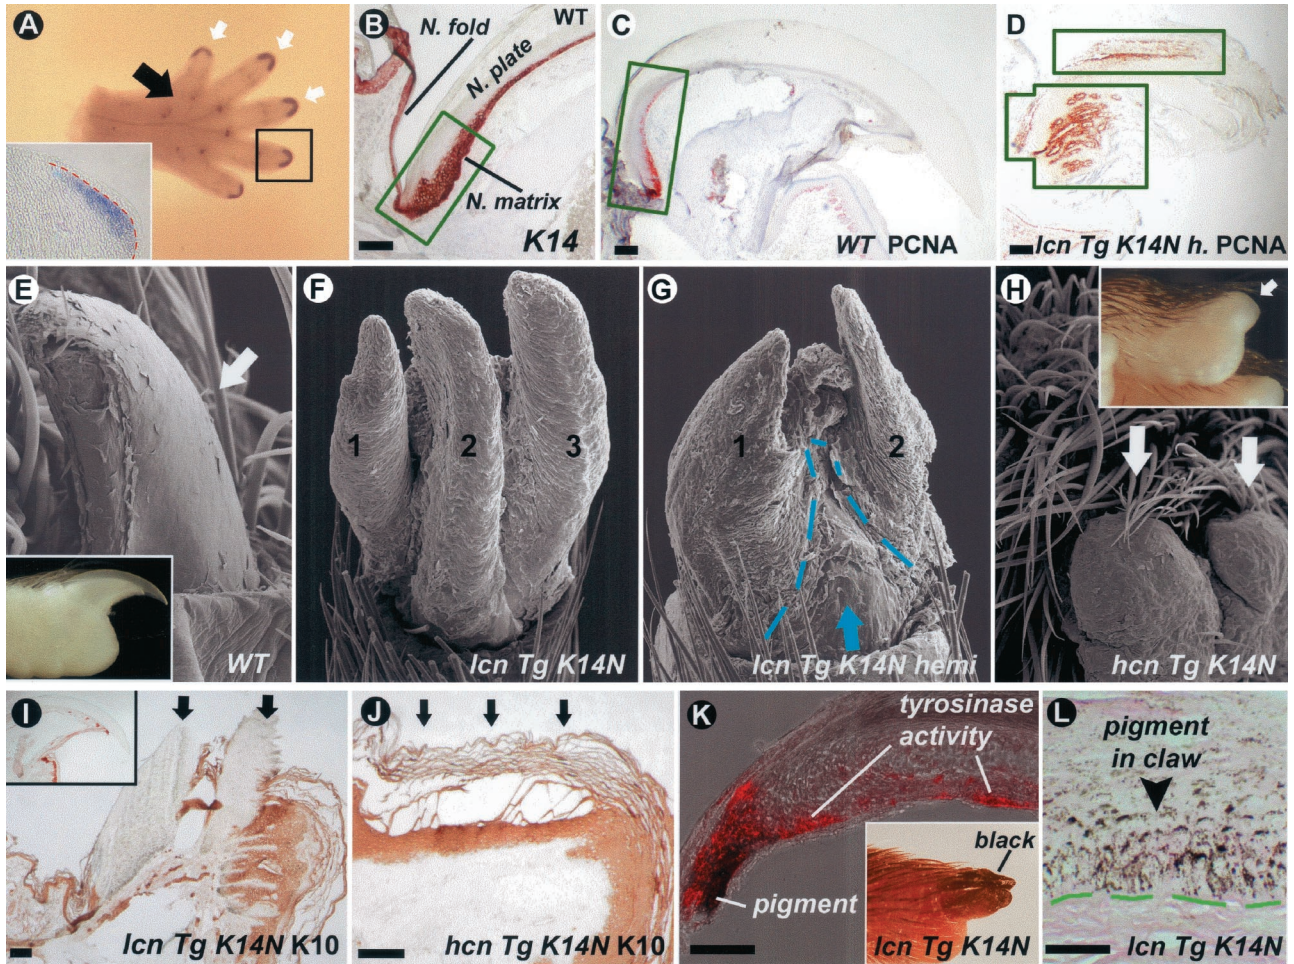 A
B
N. fold
WT
N. plate
N. matrix
K14
C
WT PCNA
D
lcn Tg K14N h. PCNA
E
WT
F
1
2
3
lcn Tg K14N
G
1
2
lcn Tg K14N hemi
H
hcn Tg K14N
I
lcn Tg K14N K10
J
hcn Tg K14N K10
K
tyrosinase
activity
pigment
black
lcn Tg K14N
L
pigment
in claw
lcn Tg K14N